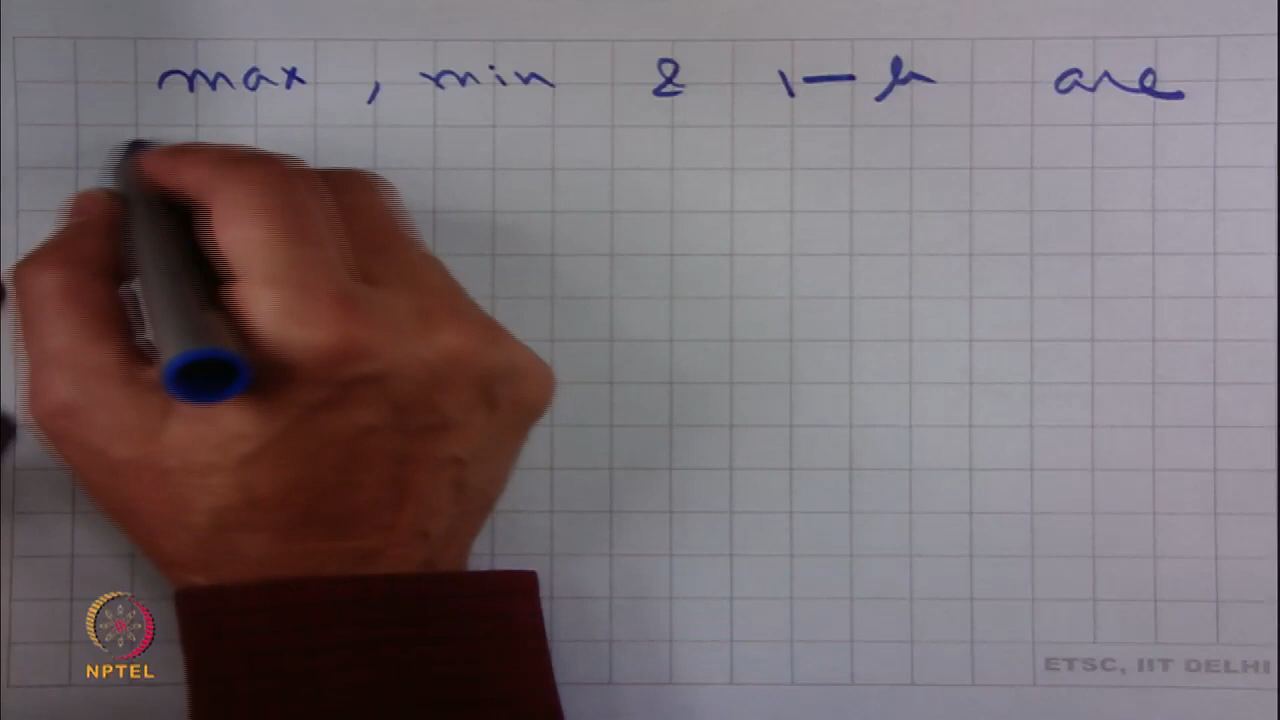 max , min & 1 - μ are
NPTEL
ETSC, IIT DELHI